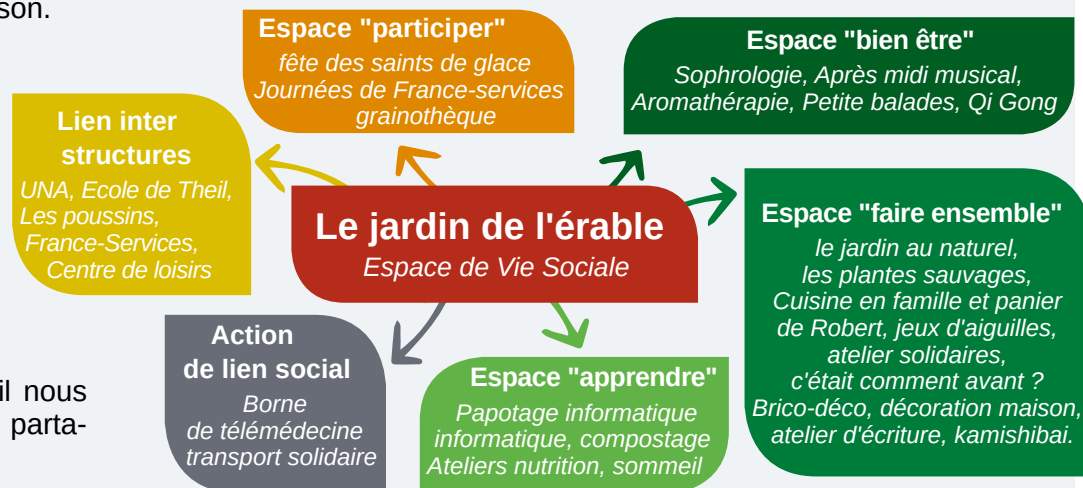 son.
Espace "participer"
fête des saints de glace
Journées de France-services
grainothèque
Espace "bien être"
Sophrologie, Après midi musical,
Aromathérapie, Petite balades, Qi Gong
Lien inter
structures
UNA, Ecole de Theil,
Les poussins,
France-Services,
Centre de loisirs
Le jardin de l'érable
Espace de Vie Sociale
Espace "faire ensemble"
le jardin au naturel,
les plantes sauvages,
Cuisine en famille et panier
de Robert, jeux d'aiguilles,
atelier solidaires,
c'était comment avant ?
Brico-déco, décoration maison,
atelier d'écriture, kamishibai.
Action
de lien social
Borne
de télémédecine
transport solidaire
Espace "apprendre"
Papotage informatique
informatique, compostage
Ateliers nutrition, sommeil
il nous
parta-